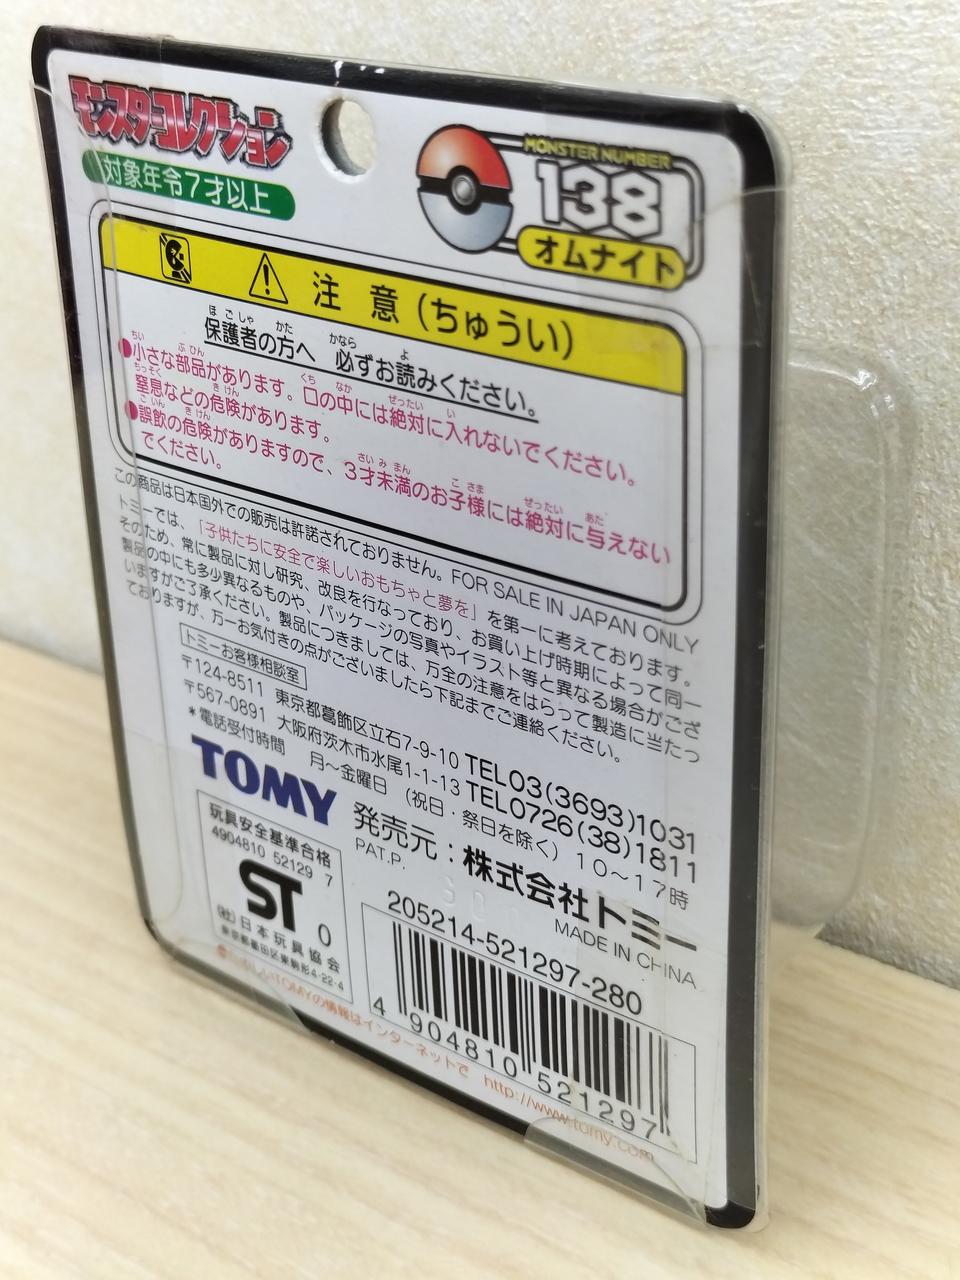 モンスターコレクション
対象年令7才以上
MONSTER NUMBER
138
オムナイト
注意(ちゅうい)
保護者の方へ 必ずお読みください。
●小さな部品があります。口の中には絶対に入れないでください。
窒息などの危険があります。
●誤飲の危険がありますので、3才未満のお子様には絶対に与えない
でください。
この商品は日本国外での販売は許諾されておりません。FOR SALE IN JAPAN ONLY
トミーでは、「子供たちに安全で楽しいおもちゃと夢を」を第一に考えております。
そのため、常に製品に対し研究、改良を行なっており、お買い上げ時期によって同一
製品の中にも多少異なるものや、パッケージの写真やイラスト等と異なる場合がござ
いますがご了承ください。製品につきましては、万全の注意をはらって製造に当たっ
ておりますが、万一お気付きの点がございましたら下記までご連絡ください。
トミーお客様相談室
〒124-8511 東京都葛飾区立石7-9-10 TEL03(3693)1031
〒567-0891 大阪府茨木市水尾1-1-13 TEL0726(38)1811
*電話受付時間 月～金曜日 (祝日・祭日を除く) 10～17時
TOMY
発売元:株式会社トミー
PAT.P.
MADE IN CHINA
玩具安全基準合格
4904810 52129 7
ST
0
(社)日本玩具協会
東京都墨田区東駒形4-22-4
205214-521297-280
4 904810 521297
TOMYの情報はインターネットで http://www.tomy.com